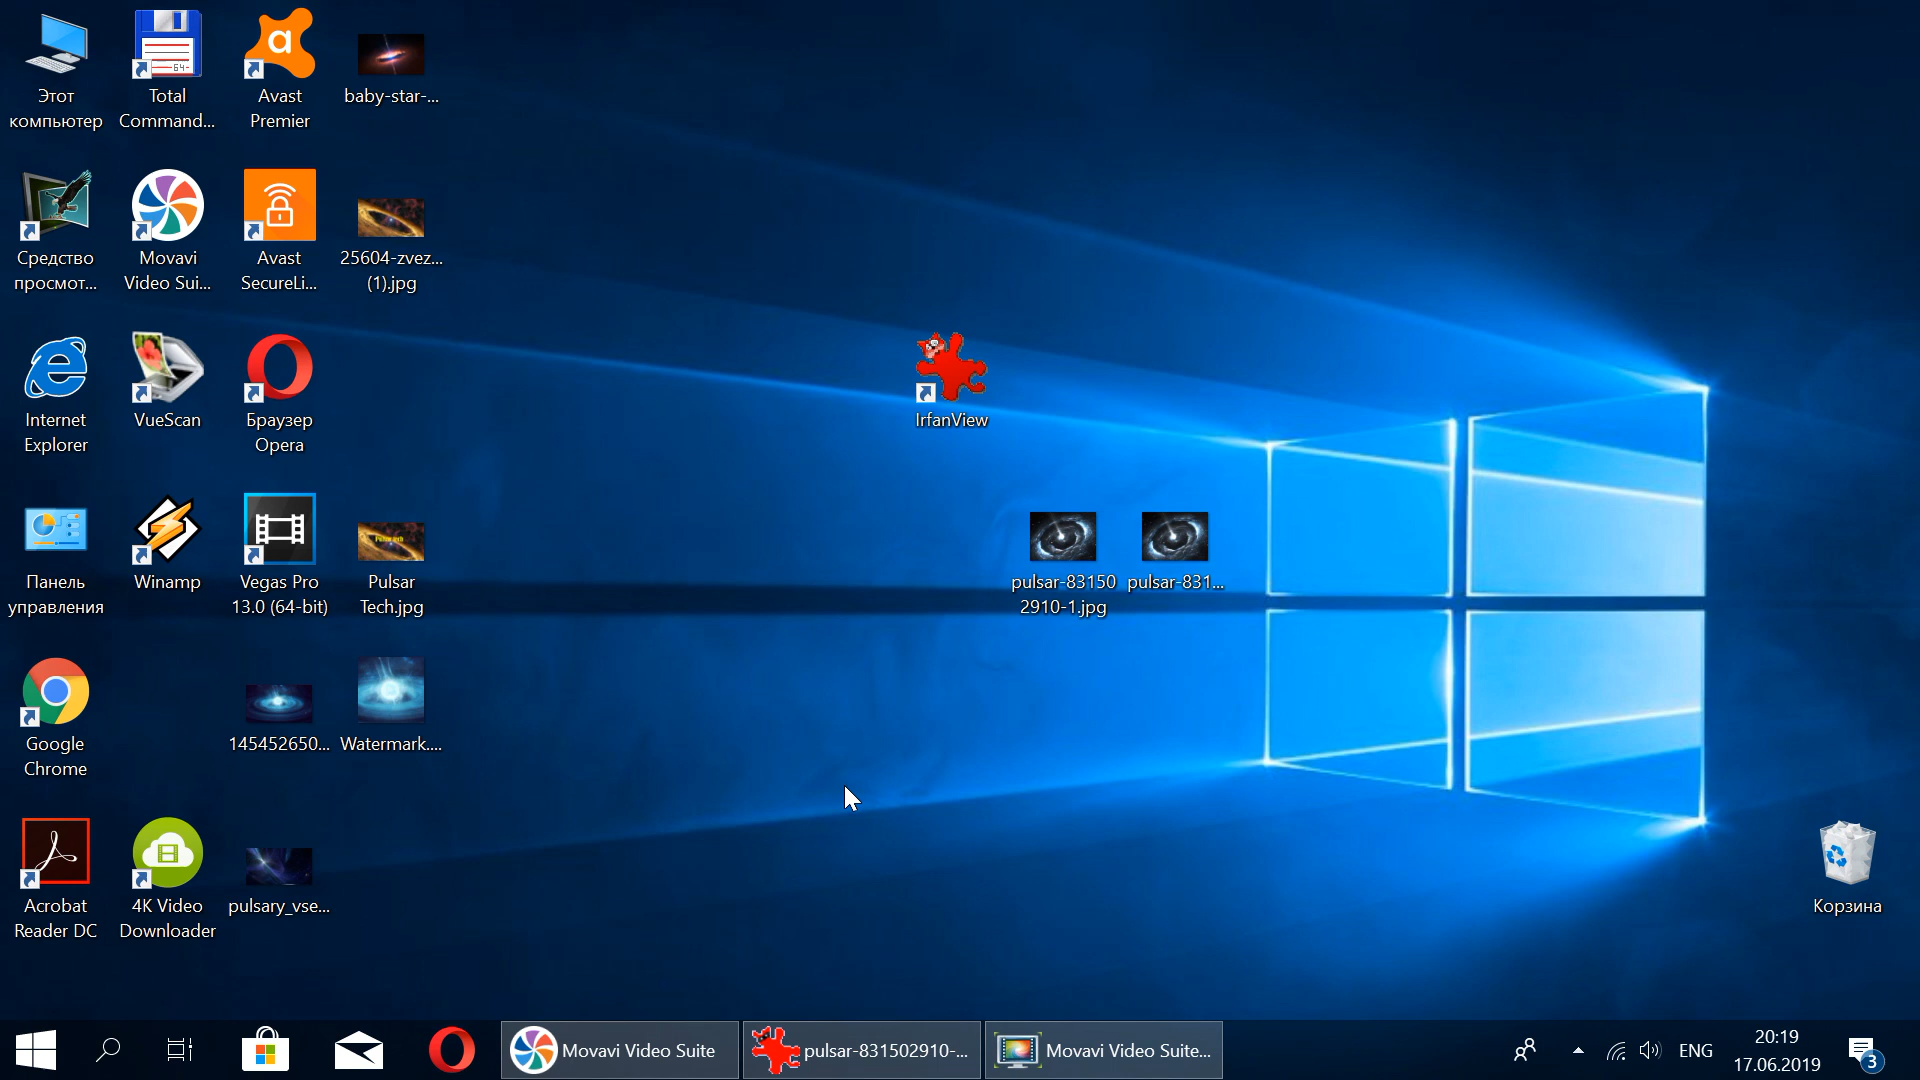 Этот
компьютер
Total
Command...
Avast
Premier
baby-star-...
Средство
просмот...
Movavi
Video Sui...
Avast
SecureLi...
25604-zvez...
(1).jpg
Internet
Explorer
VueScan
Браузер
Opera
IrfanView
Панель
управления
Winamp
Vegas Pro
13.0 (64-bit)
Pulsar
Tech.jpg
pulsar-83150
2910-1.jpg
pulsar-831...
Google
Chrome
145452650...
Watermark....
Acrobat
Reader DC
4K Video
Downloader
pulsary_vse...
Корзина
Movavi Video Suite
pulsar-831502910-...
Movavi Video Suite...
ENG
20:19
17.06.2019
3